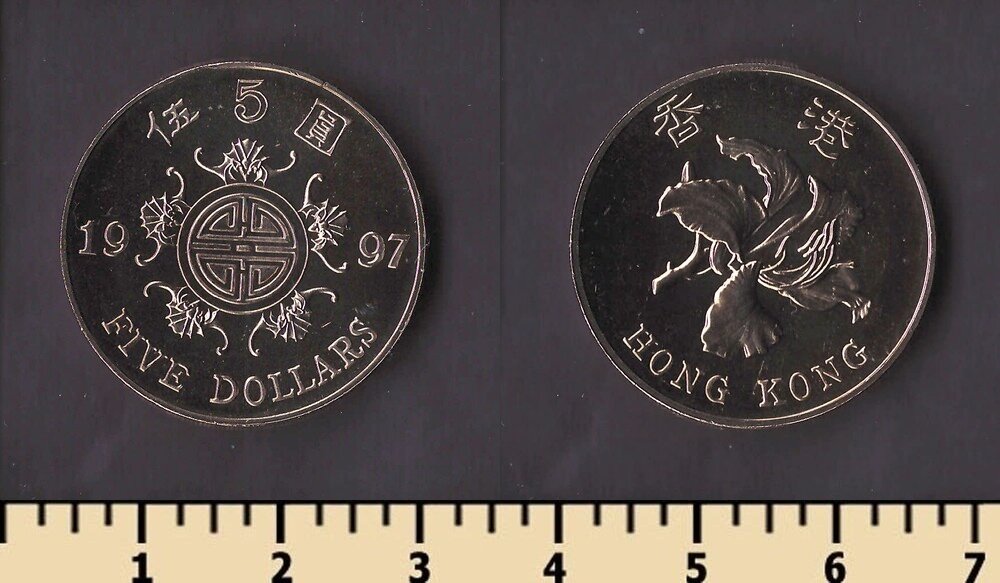 伍 5 圓
19 97
FIVE DOLLARS
香 港
HONG KONG
1 2 3 4 5 6 7